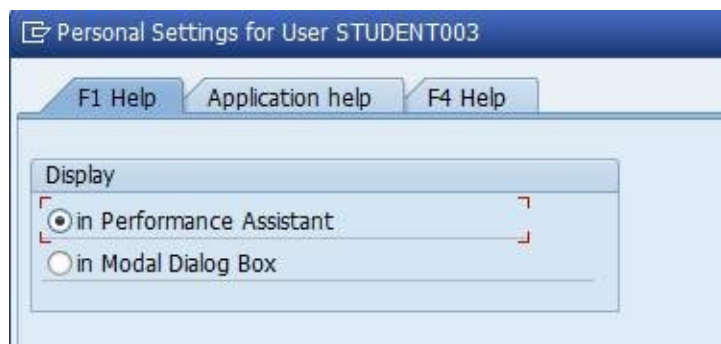 Personal Settings for User STUDENT003
F1 Help Application help F4 Help
Display
in Performance Assistant
in Modal Dialog Box